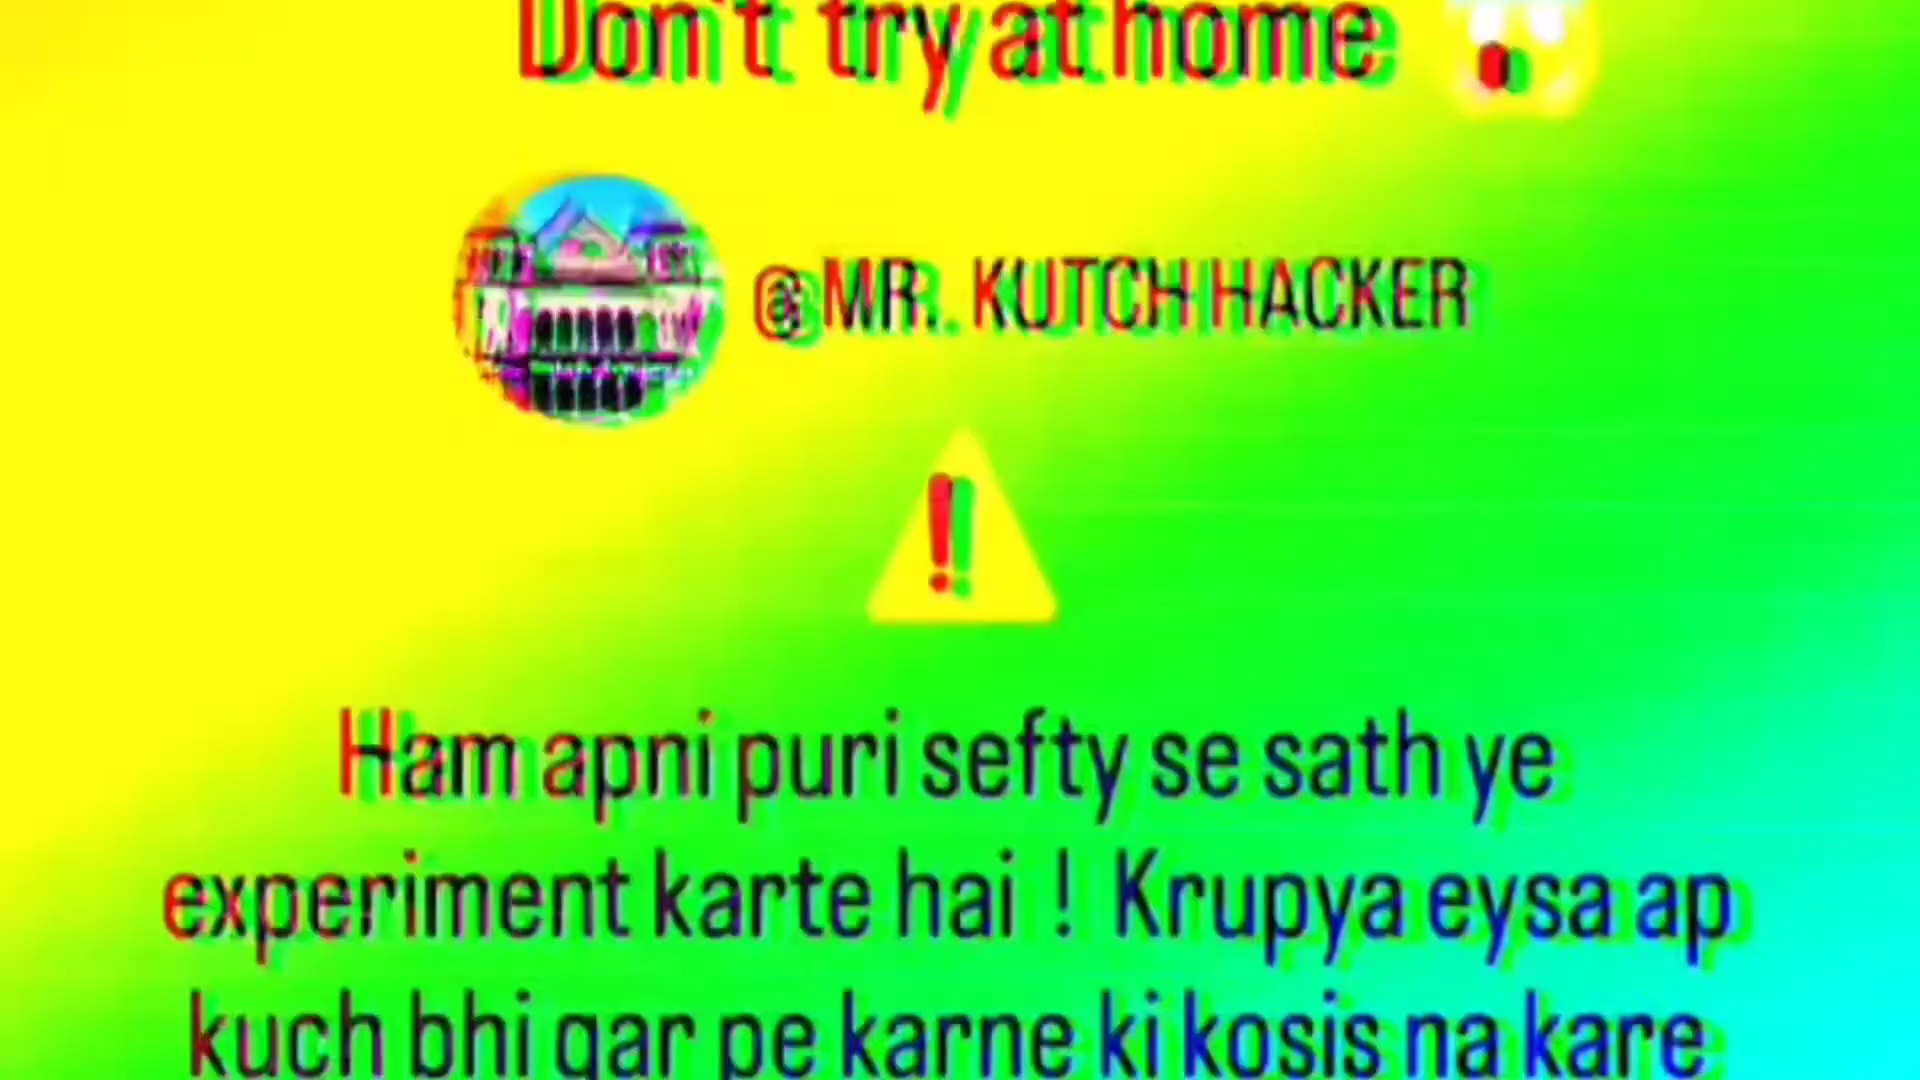 Don't try at home
@MR. KUTCH HACKER
Ham apni puri sefty se sath ye
experiment karte hai ! Krupya eysa ap
kuch bhi gar pe karne ki kosis na kare